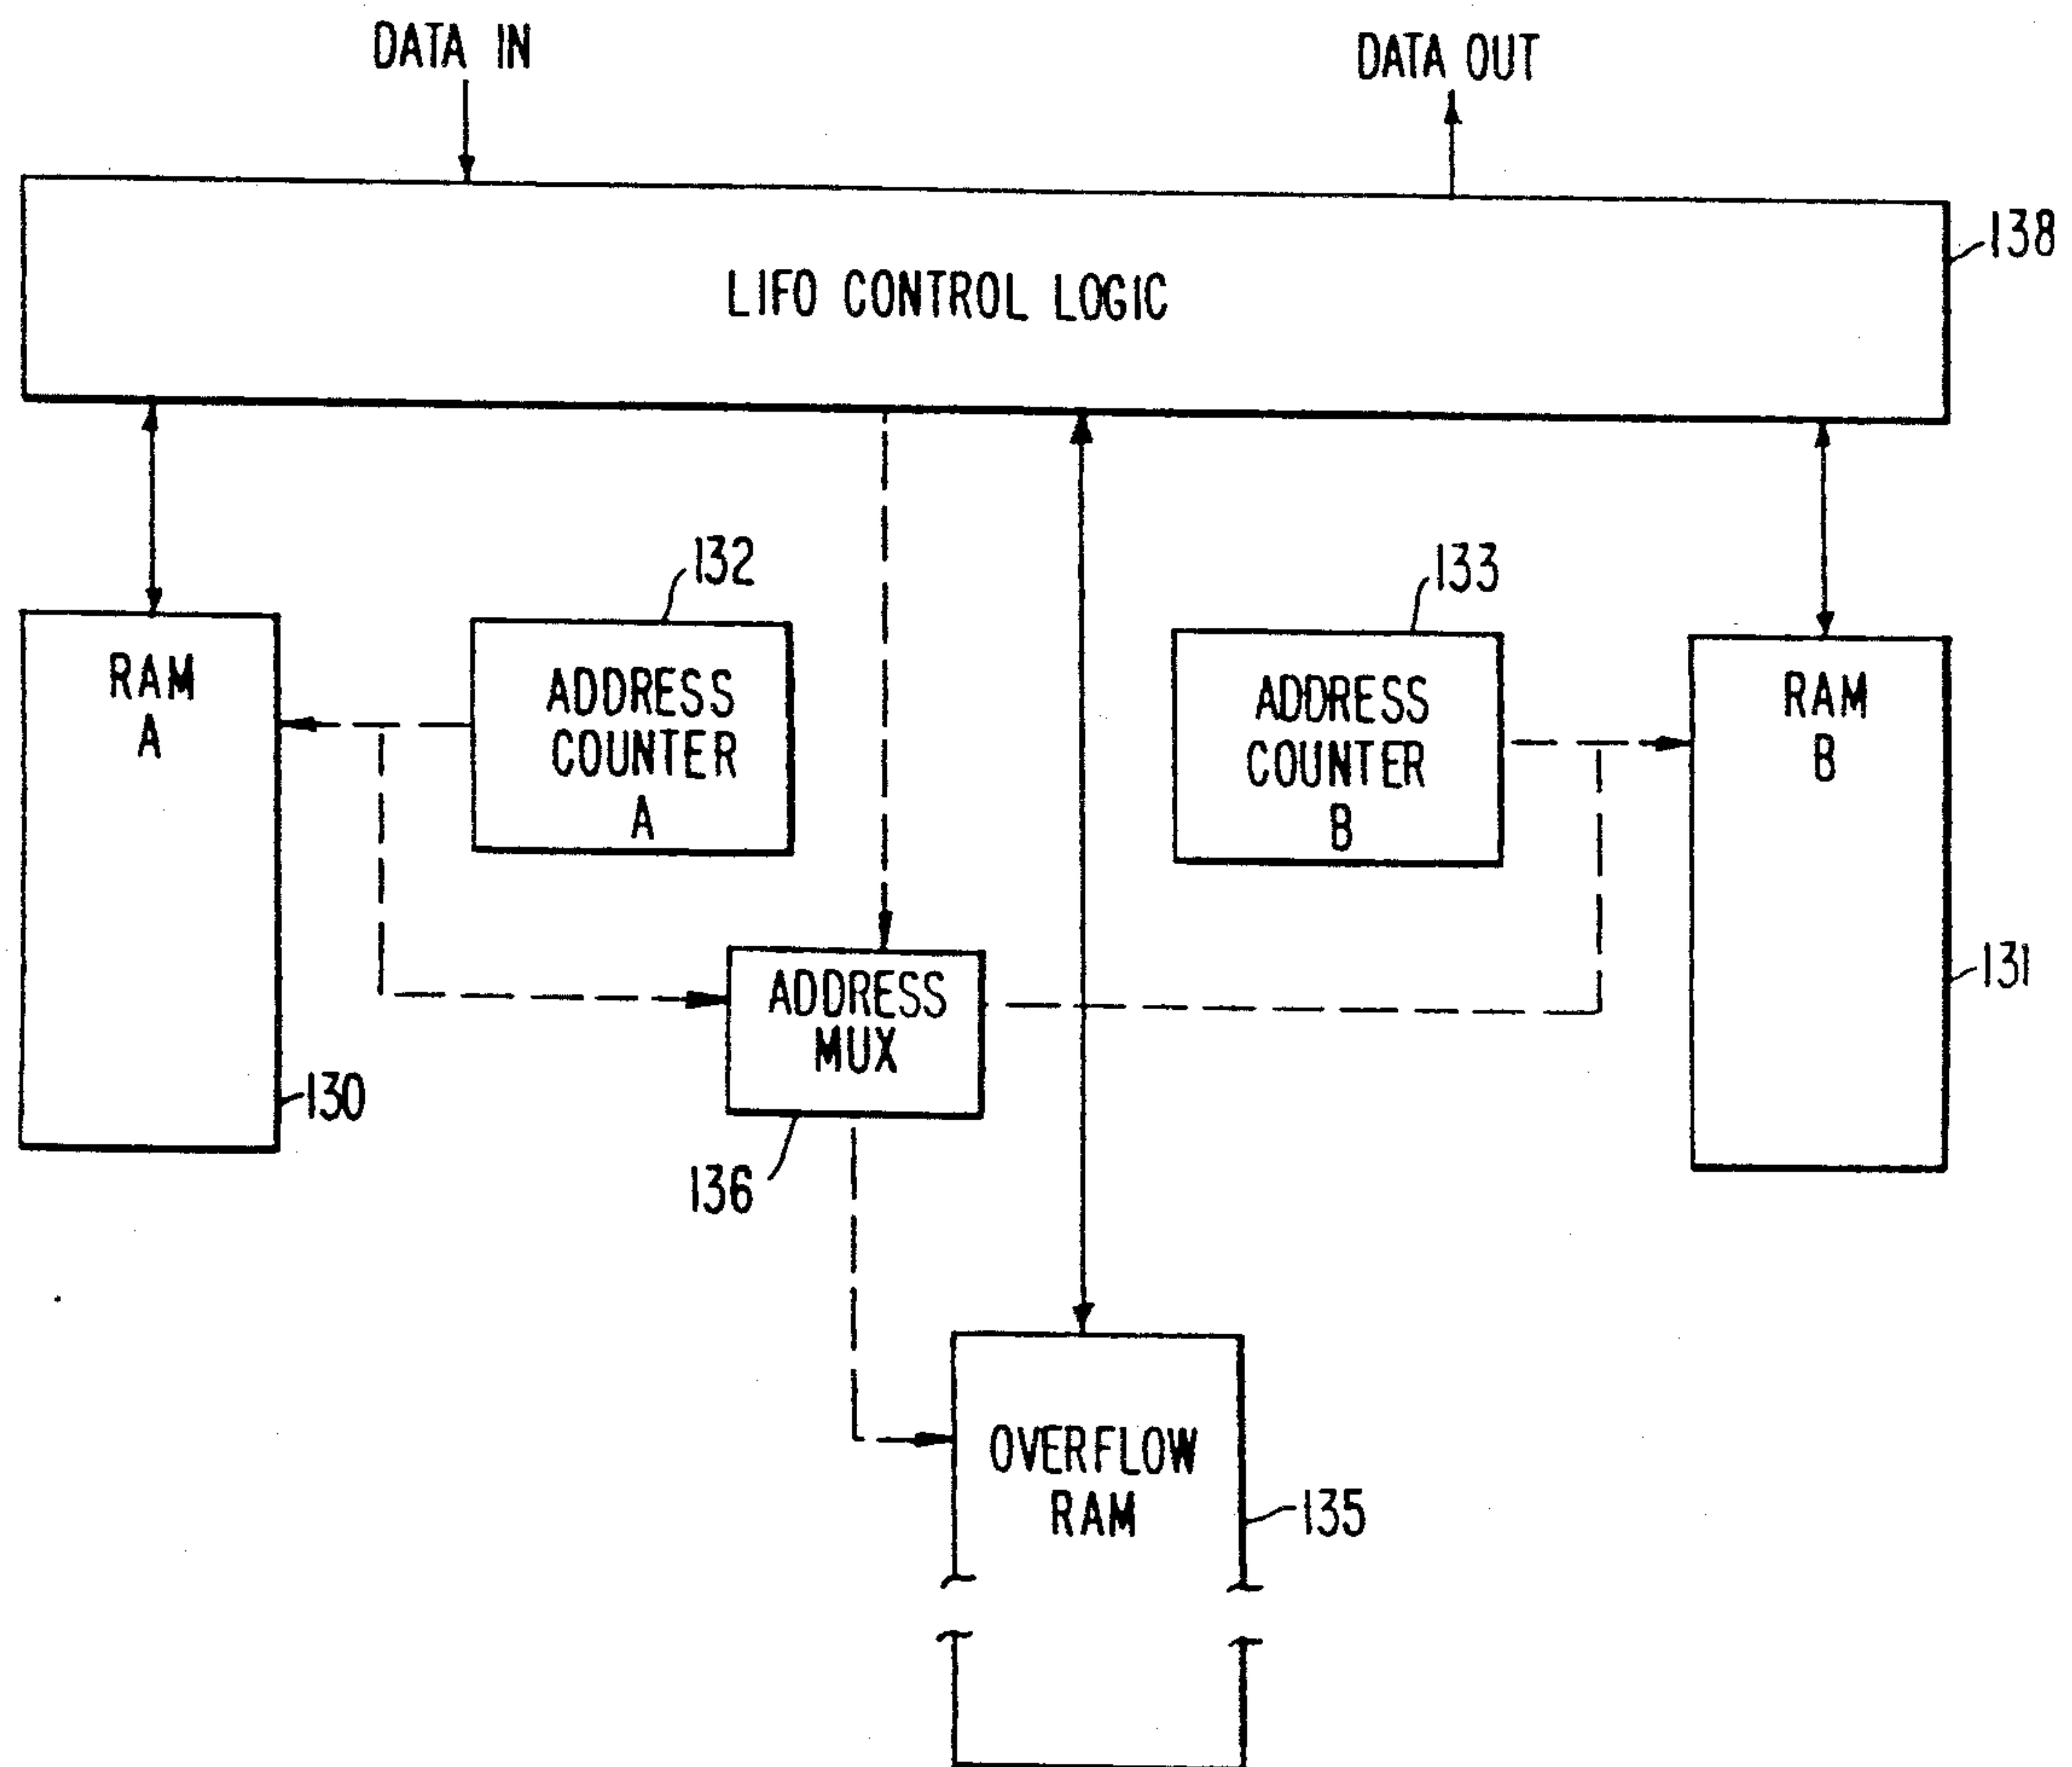 DATA IN
DATA OUT
LIFO CONTROL LOGIC
138
132
133
RAM
A
ADDRESS
COUNTER
A
ADDRESS
COUNTER
B
RAM
B
131
ADDRESS
MUX
130
136
OVERFLOW
RAM
135